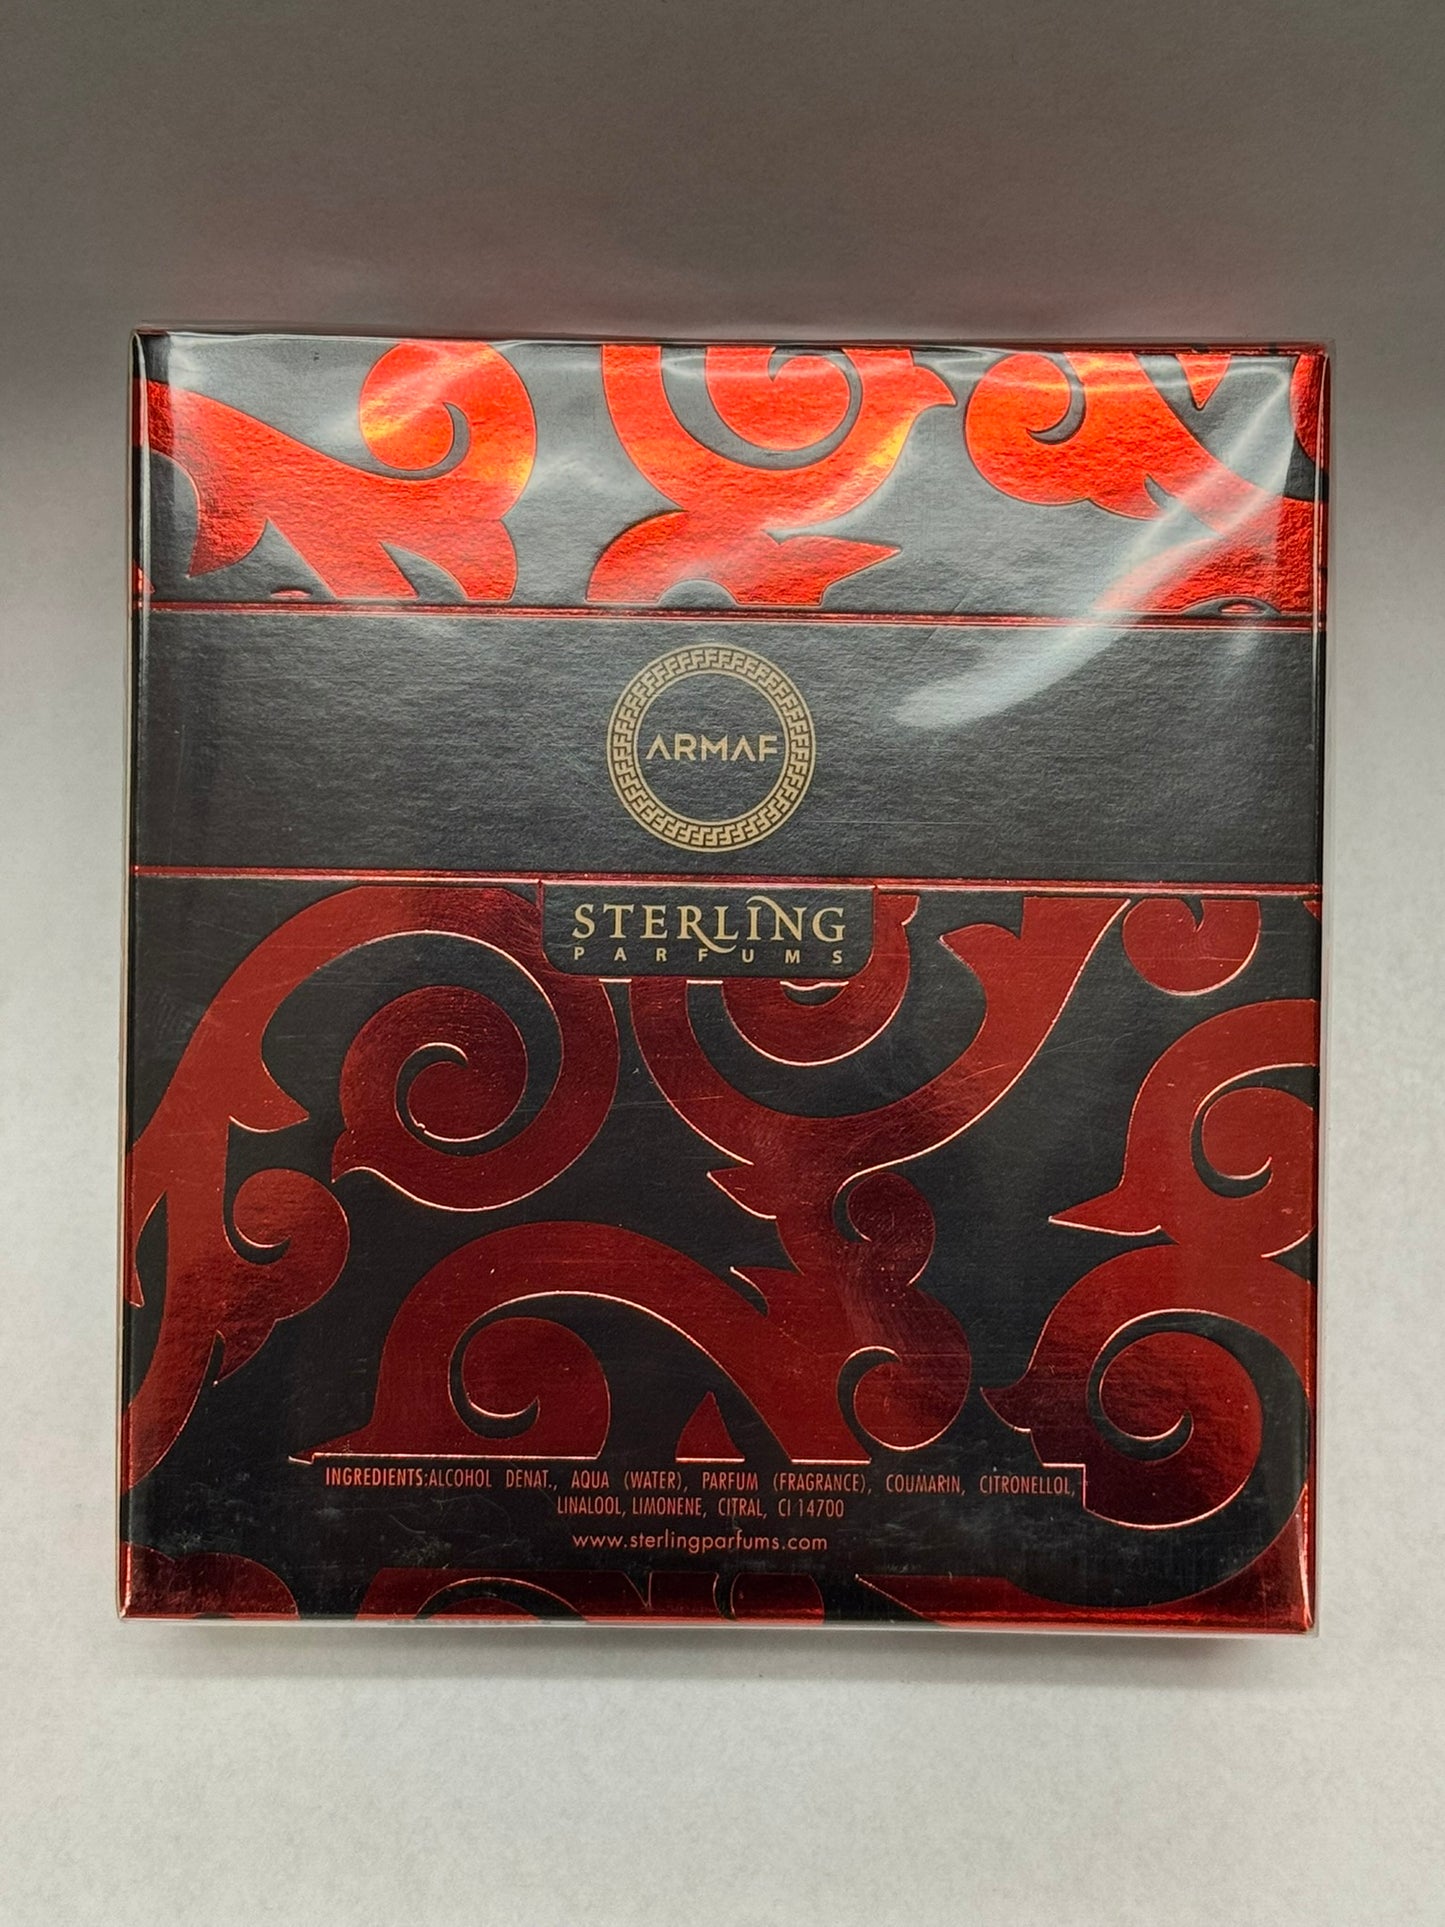 ARMAF
STERLING
PARFUMS
INGREDIENTS:ALCOHOL DENAT., AQUA (WATER), PARFUM (FRAGRANCE), COUMARIN, CITRONELLOL,
LINALOOL, LIMONENE, CITRAL, CI 14700
www.sterlingparfums.com